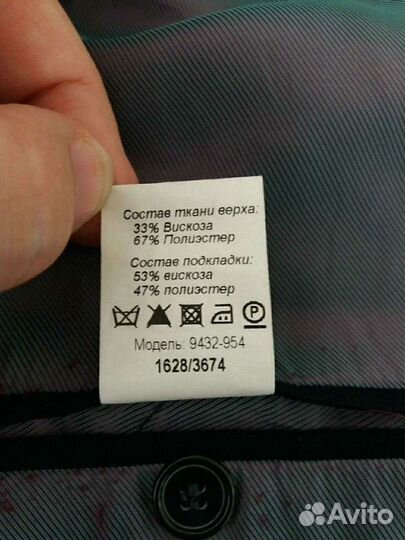 Состав ткани верха:
33% Вискоза
67% Полиэстер
Состав подкладки:
53% вискоза
47% полиэстер
P
Модель: 9432-954
1628/3674
Avito